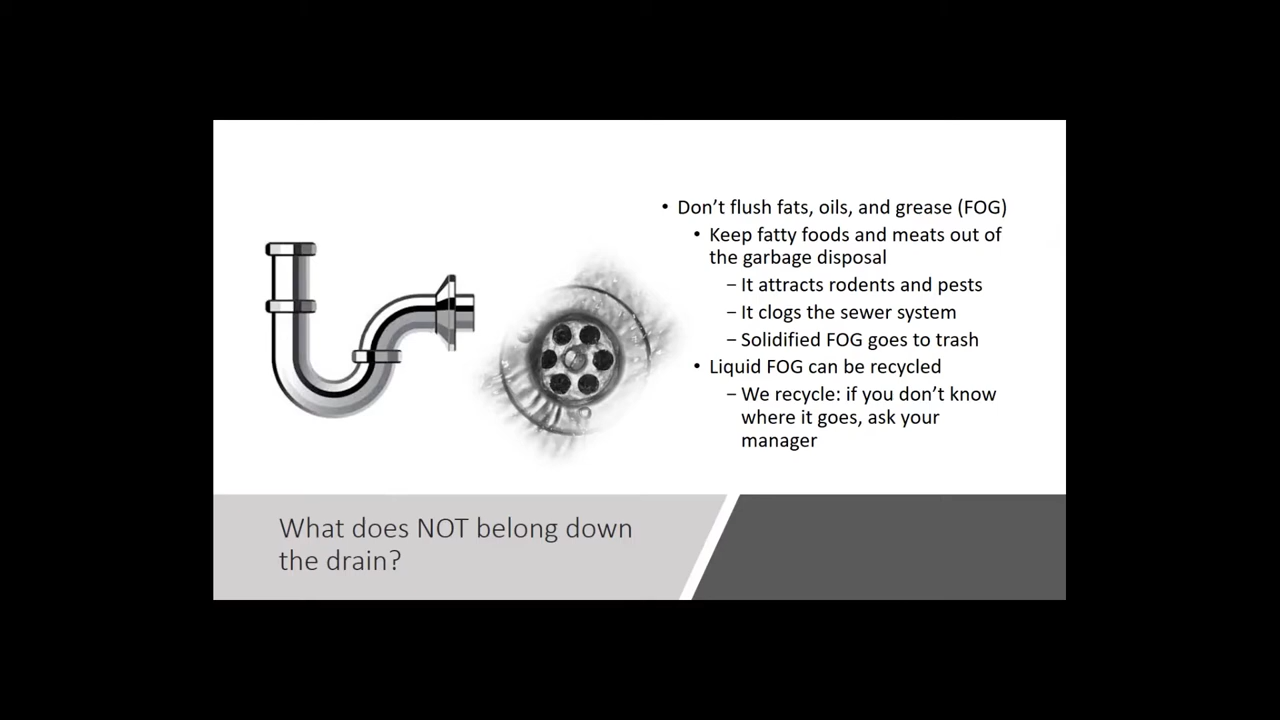 • Don’t flush fats, oils, and grease (FOG)
• Keep fatty foods and meats out of
the garbage disposal
– It attracts rodents and pests
– It clogs the sewer system
– Solidified FOG goes to trash
• Liquid FOG can be recycled
– We recycle: if you don’t know
where it goes, ask your
manager
What does NOT belong down
the drain?